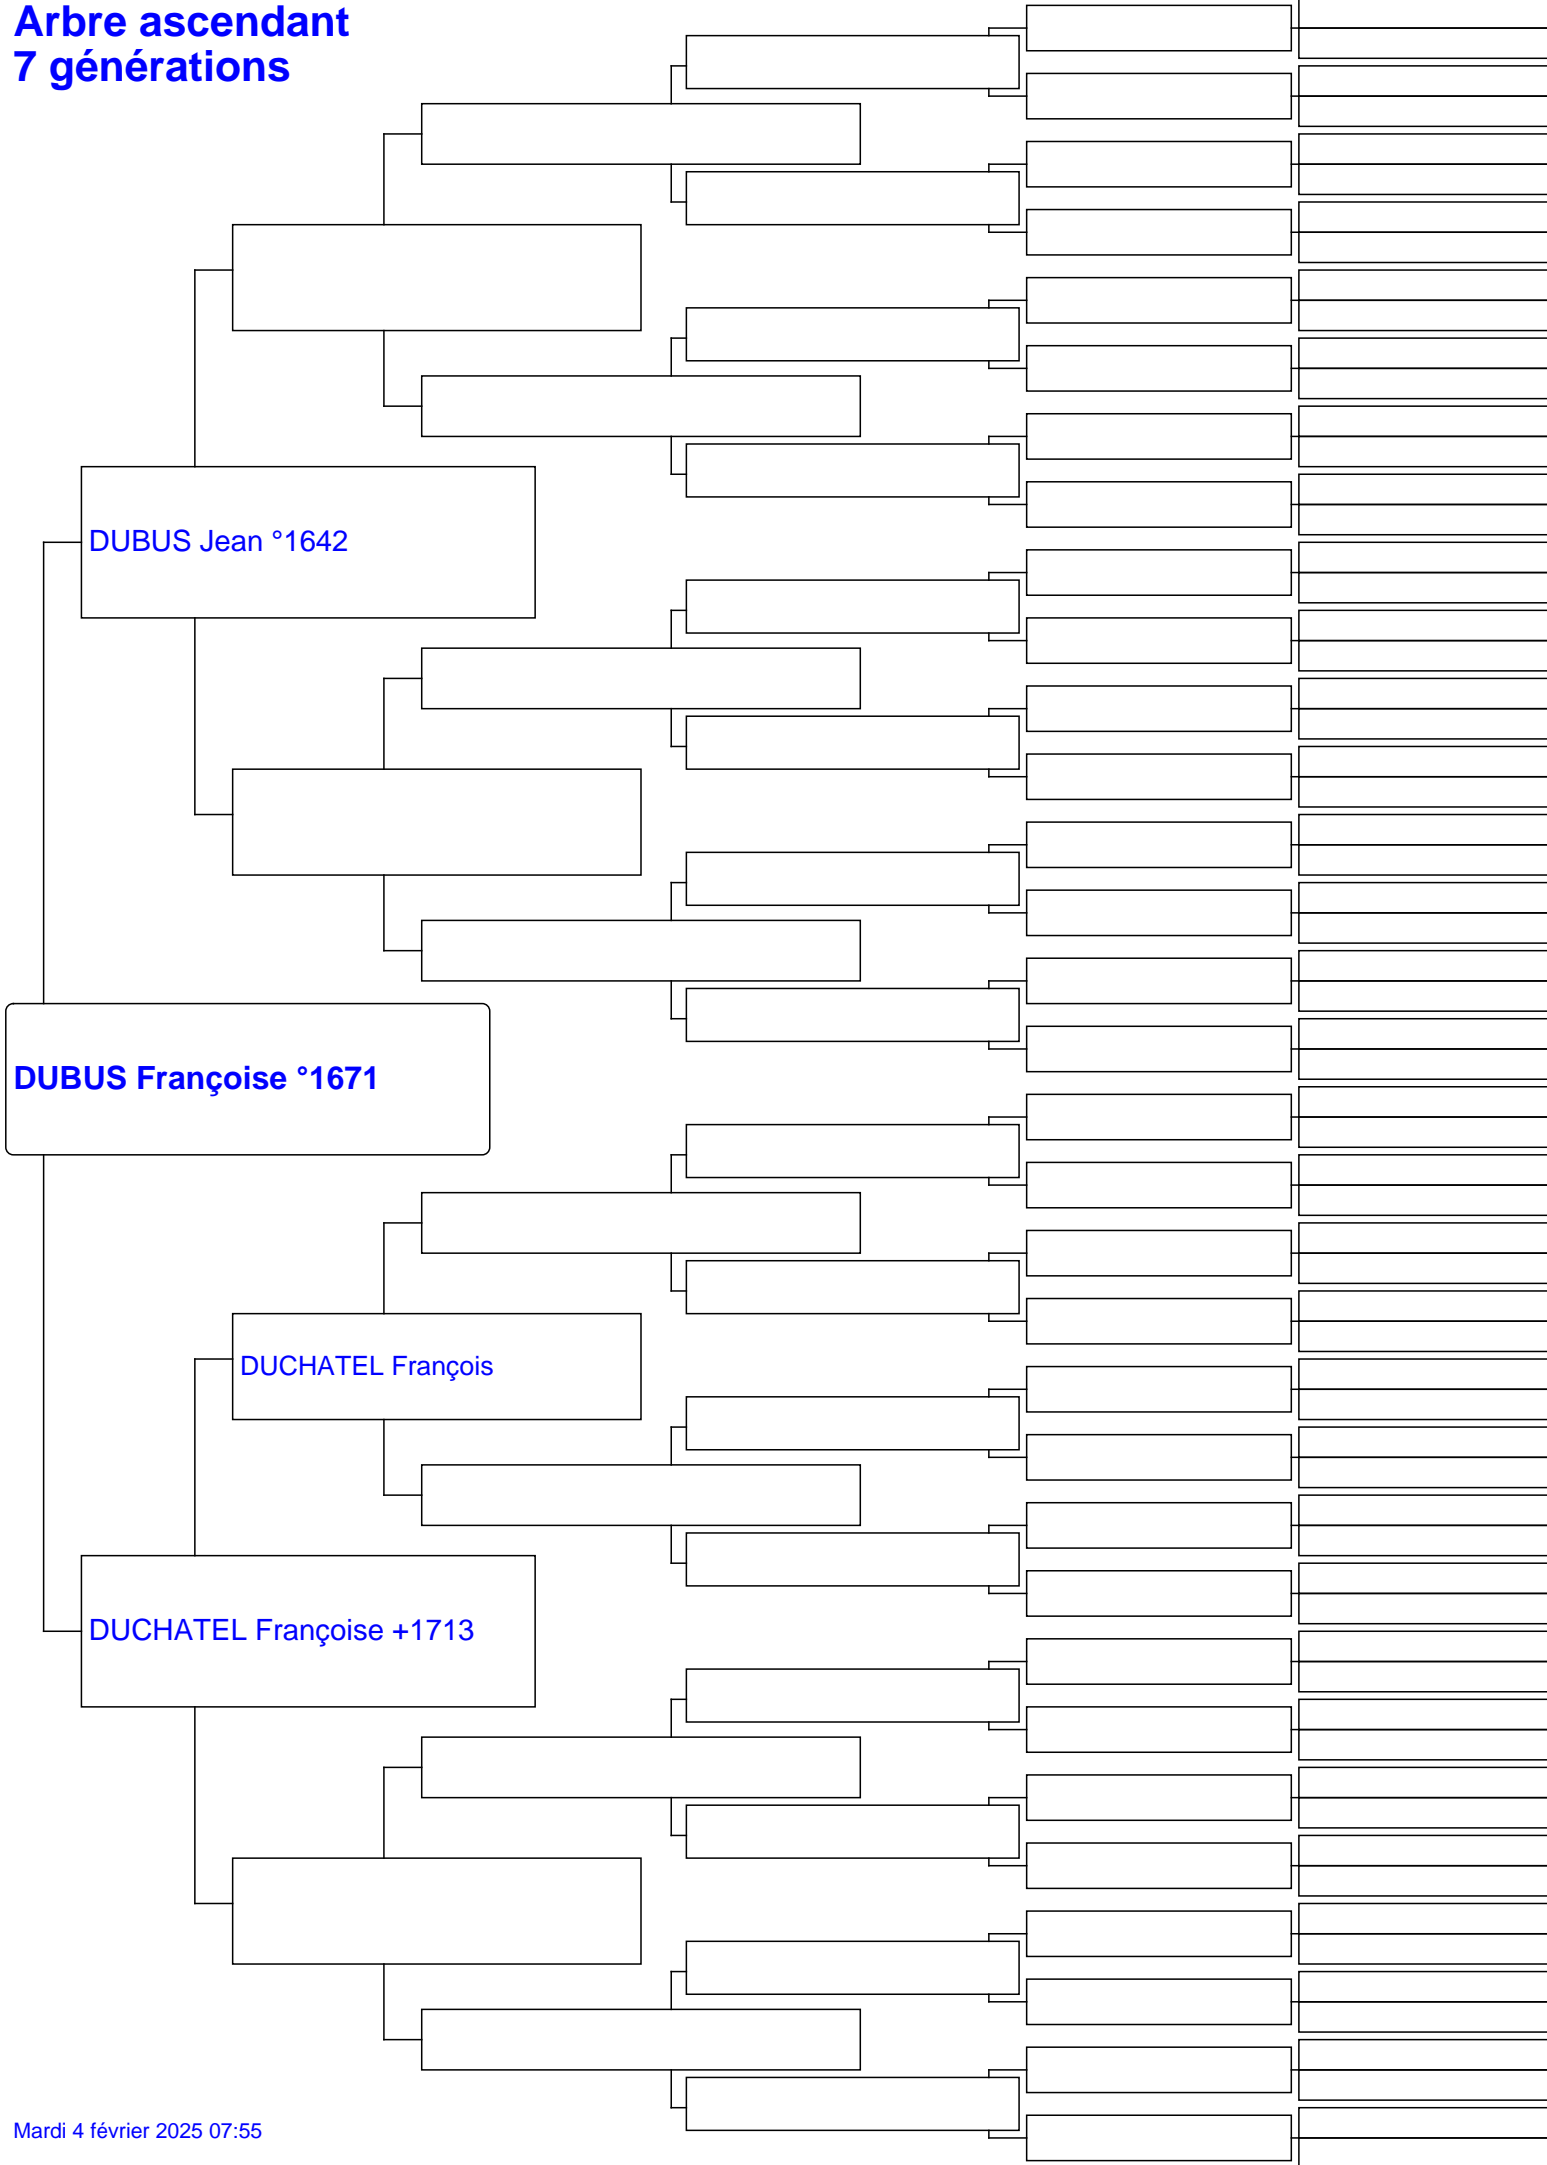 Arbre ascendant
7 générations
DUBUS Jean °1642
DUBUS Françoise °1671
DUCHATEL François
DUCHATEL Françoise +1713
Mardi 4 février 2025 07:55